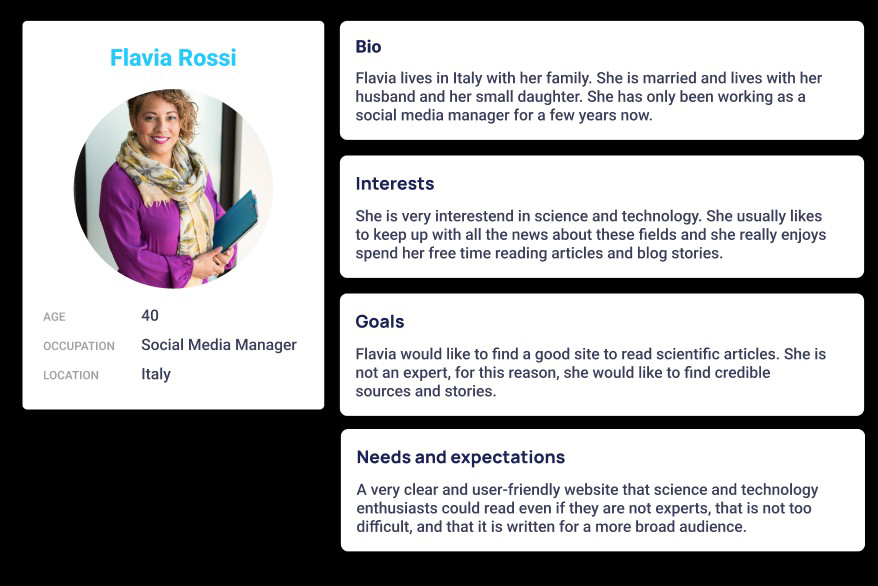 Flavia Rossi
AGE 40
OCCUPATION Social Media Manager
LOCATION Italy
Bio
Flavia lives in Italy with her family. She is married and lives with her
husband and her small daughter. She has only been working as a
social media manager for a few years now.
Interests
She is very interestend in science and technology. She usually likes
to keep up with all the news about these fields and she really enjoys
spend her free time reading articles and blog stories.
Goals
Flavia would like to find a good site to read scientific articles. She is
not an expert, for this reason, she would like to find credible
sources and stories.
Needs and expectations
A very clear and user-friendly website that science and technology
enthusiasts could read even if they are not experts, that is not too
difficult, and that it is written for a more broad audience.